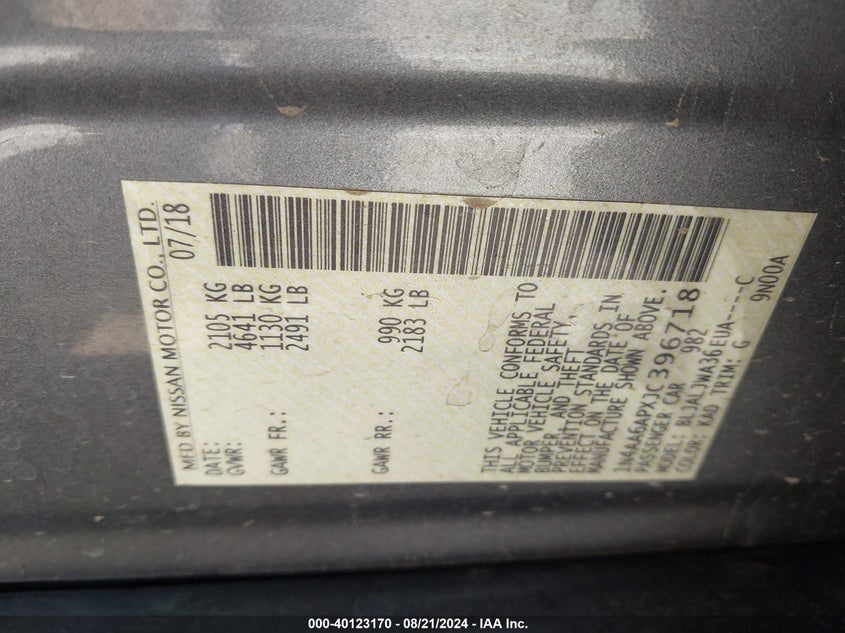 MFD BY NISSAN MOTOR CO., LTD.
DATE: 07/18
GVWR: 2105 KG
4641 LB
GAWR FR.: 1130 KG
2491 LB
GAWR RR.: 990 KG
2183 LB
THIS VEHICLE CONFORMS TO
ALL APPLICABLE FEDERAL
MOTOR VEHICLE SAFETY,
BUMPER, AND THEFT
PREVENTION STANDARDS IN
EFFECT ON THE DATE OF
MANUFACTURE SHOWN ABOVE.
1N4AA6APXJC396718
PASSENGER CAR 982
MODEL: BLJALJWA36EUA----C
COLOR: KAD TRIM: G 9N00A
000-40123170 - 08/21/2024 - IAA Inc.